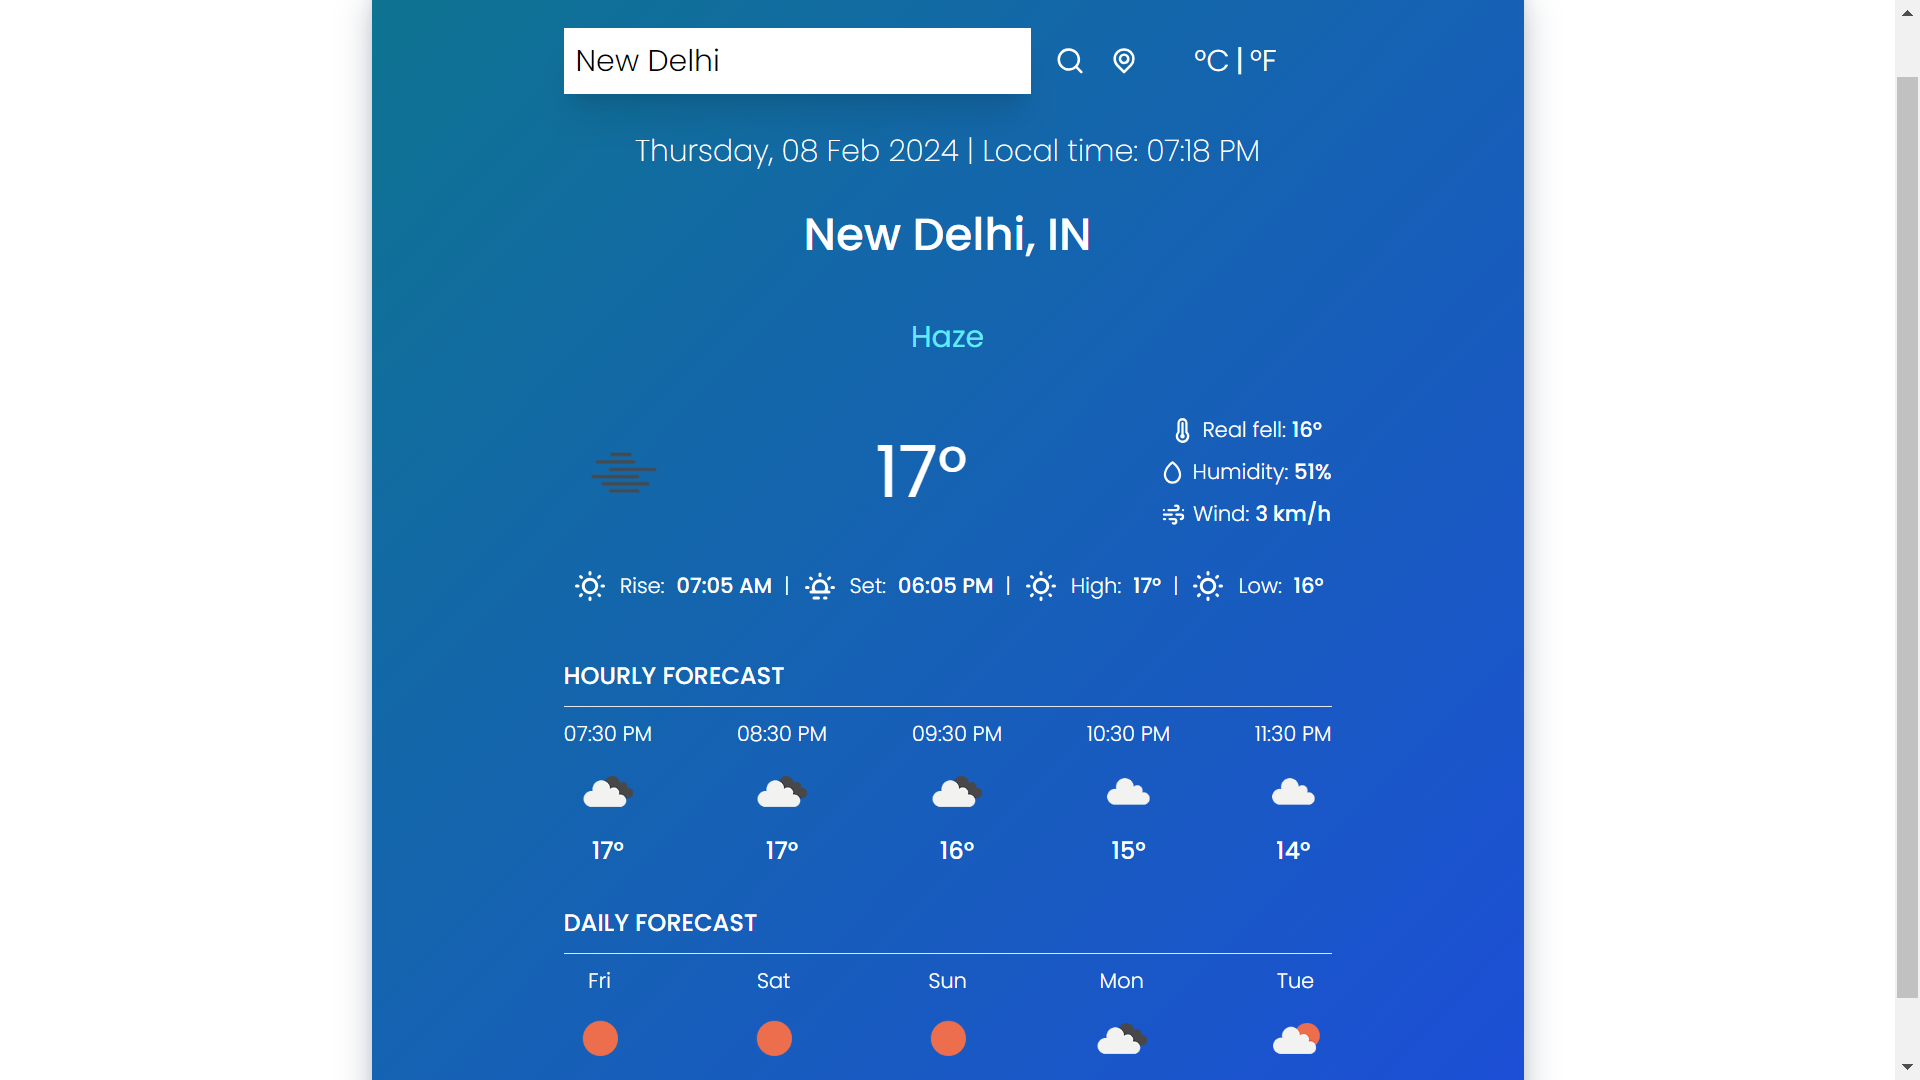 New Delhi
°C | °F
Thursday, 08 Feb 2024 | Local time: 07:18 PM
New Delhi, IN
Haze
17°
Real fell: 16°
Humidity: 51%
Wind: 3 km/h
Rise: 07:05 AM | Set: 06:05 PM | High: 17° | Low: 16°
HOURLY FORECAST
07:30 PM 08:30 PM 09:30 PM 10:30 PM 11:30 PM
17° 17° 16° 15° 14°
DAILY FORECAST
Fri Sat Sun Mon Tue